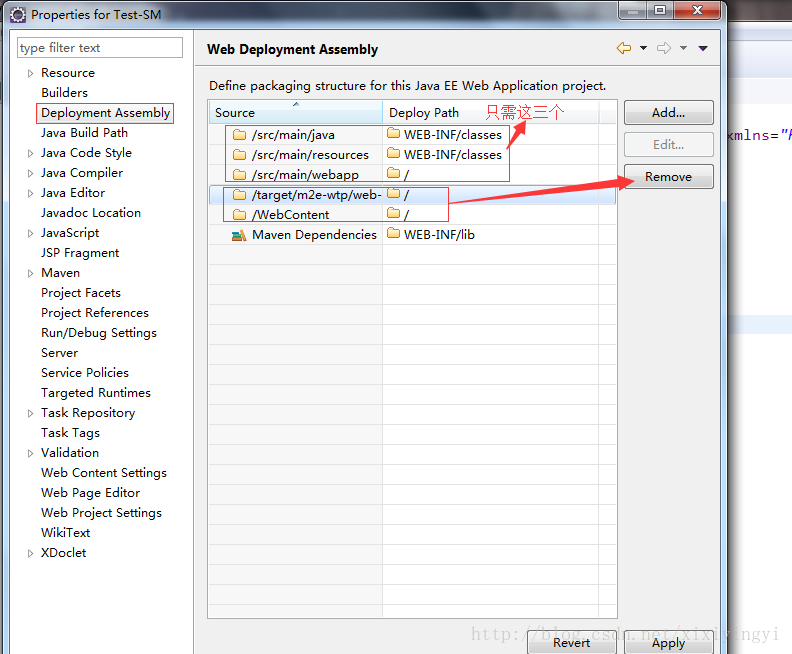 Properties for Test-SM
type filter text
Resource
Builders
Deployment Assembly
Java Build Path
Java Code Style
Java Compiler
Java Editor
Javadoc Location
JavaScript
JSP Fragment
Maven
Project Facets
Project References
Run/Debug Settings
Server
Service Policies
Targeted Runtimes
Task Repository
Task Tags
Validation
Web Content Settings
Web Page Editor
Web Project Settings
WikiText
XDoclet
Web Deployment Assembly
Define packaging structure for this Java EE Web Application project.
Source Deploy Path 只需这三个
/src/main/java WEB-INF/classes
/src/main/resources WEB-INF/classes
/src/main/webapp /
/target/m2e-wtp/web- /
/WebContent /
Maven Dependencies WEB-INF/lib
Add...
Edit...
Remove
xmlns="
http://blog.csdn.net/xixiyingyi
Revert Apply